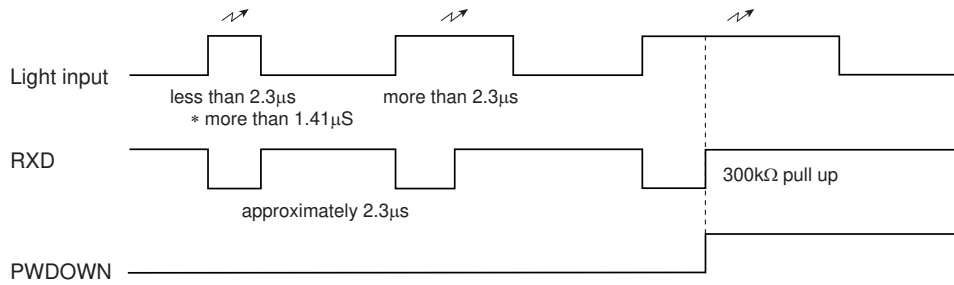 Light input
less than 2.3μs
* more than 1.41μS
more than 2.3μs
RXD
300kΩ pull up
approximately 2.3μs
PWDOWN